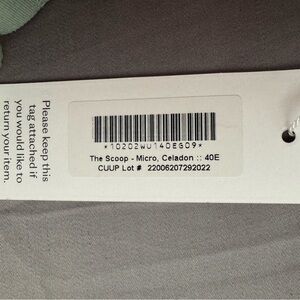 Please keep this
tag attached if
you would like to
return your item.
*10202WU140EG09*
The Scoop - Micro, Celadon :: 40E
CUUP Lot # 22006207292022